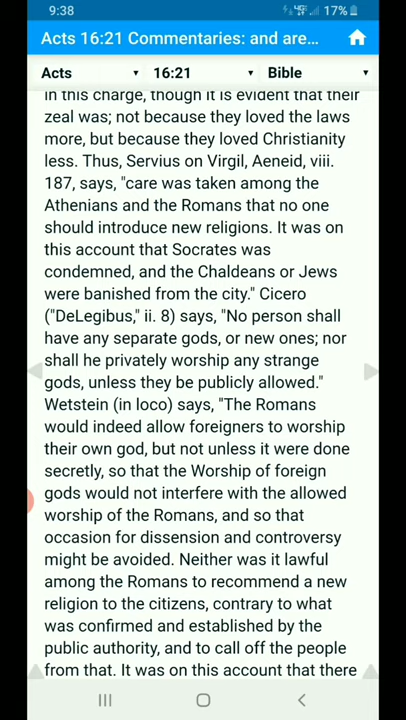 9:38
17%
Acts 16:21 Commentaries: and are...
Acts 16:21 Bible
in this charge, though it is evident that their
zeal was; not because they loved the laws
more, but because they loved Christianity
less. Thus, Servius on Virgil, Aeneid, viii.
187, says, "care was taken among the
Athenians and the Romans that no one
should introduce new religions. It was on
this account that Socrates was
condemned, and the Chaldeans or Jews
were banished from the city." Cicero
("DeLegibus," ii. 8) says, "No person shall
have any separate gods, or new ones; nor
shall he privately worship any strange
gods, unless they be publicly allowed."
Wetstein (in loco) says, "The Romans
would indeed allow foreigners to worship
their own god, but not unless it were done
secretly, so that the Worship of foreign
gods would not interfere with the allowed
worship of the Romans, and so that
occasion for dissension and controversy
might be avoided. Neither was it lawful
among the Romans to recommend a new
religion to the citizens, contrary to what
was confirmed and established by the
public authority, and to call off the people
from that. It was on this account that there